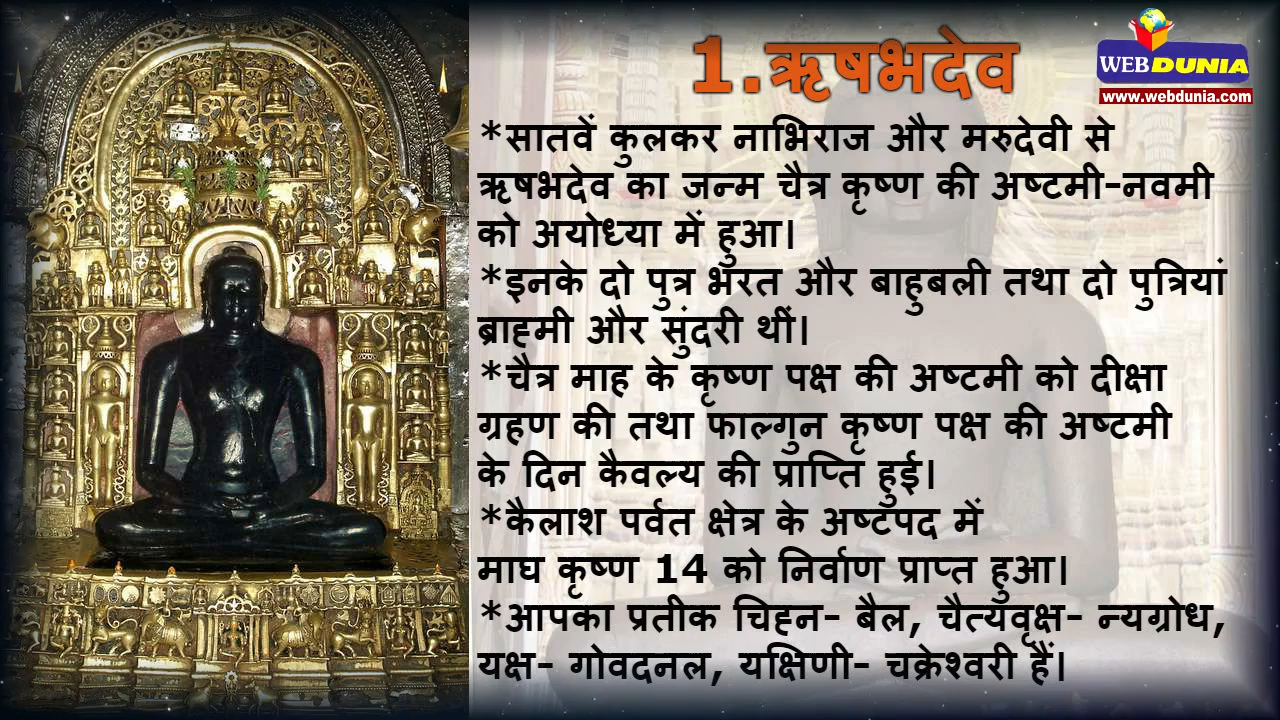 1.ऋषभदेव
WEBDUNIA
www.webdunia.com
*सातवें कुलकर नाभिराज और मरुदेवी से
ऋषभदेव का जन्म चैत्र कृष्ण की अष्टमी-नवमी
को अयोध्या में हुआ।
*इनके दो पुत्र भरत और बाहुबली तथा दो पुत्रियां
ब्राह्मी और सुंदरी थीं।
*चैत्र माह के कृष्ण पक्ष की अष्टमी को दीक्षा
ग्रहण की तथा फाल्गुन कृष्ण पक्ष की अष्टमी
के दिन कैवल्य की प्राप्ति हुई।
*कैलाश पर्वत क्षेत्र के अष्टपद में
माघ कृष्ण 14 को निर्वाण प्राप्त हुआ।
*आपका प्रतीक चिह्न- बैल, चैत्यवृक्ष- न्यग्रोध,
यक्ष- गोवदनल, यक्षिणी- चक्रेश्वरी हैं।